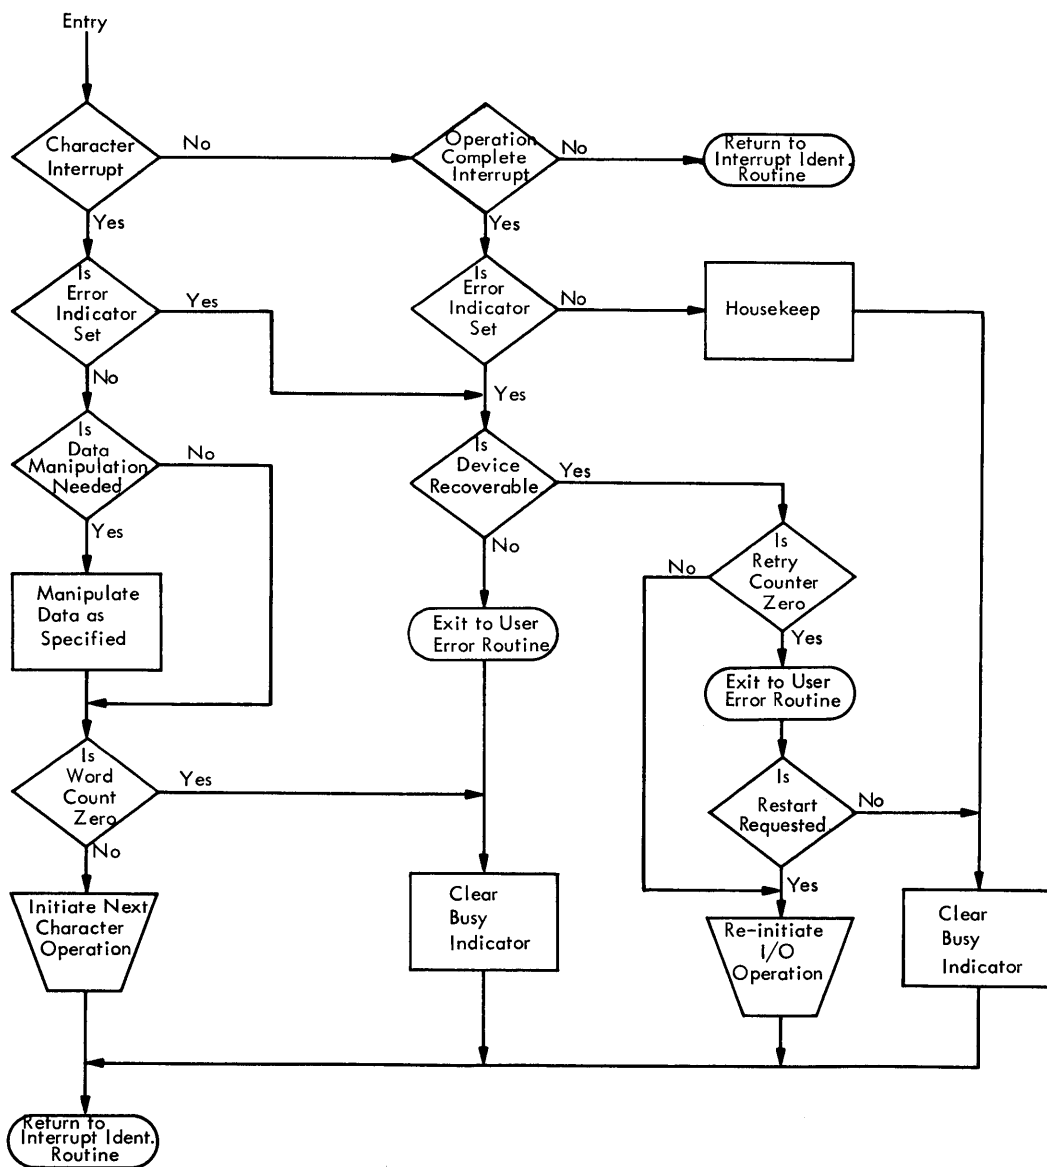 Entry
Character
Interrupt
No
Operation
Complete
Interrupt
No
Return to
Interrupt Ident.
Routine
Yes
Yes
Is
Error
Indicator
Set
Yes
Is
Error
Indicator
Set
No
Housekeep
No
Yes
Is
Data
Manipulation
Needed
No
Is
Device
Recoverable
Yes
Yes
No
Is
Retry
Counter
Zero
No
Manipulate
Data as
Specified
Exit to User
Error Routine
Yes
Exit to User
Error Routine
Is
Word
Count
Zero
Yes
Is
Restart
Requested
No
No
Yes
Initiate Next
Character
Operation
Clear
Busy
Indicator
Re-initiate
I/O
Operation
Clear
Busy
Indicator
Return to
Interrupt Ident.
Routine